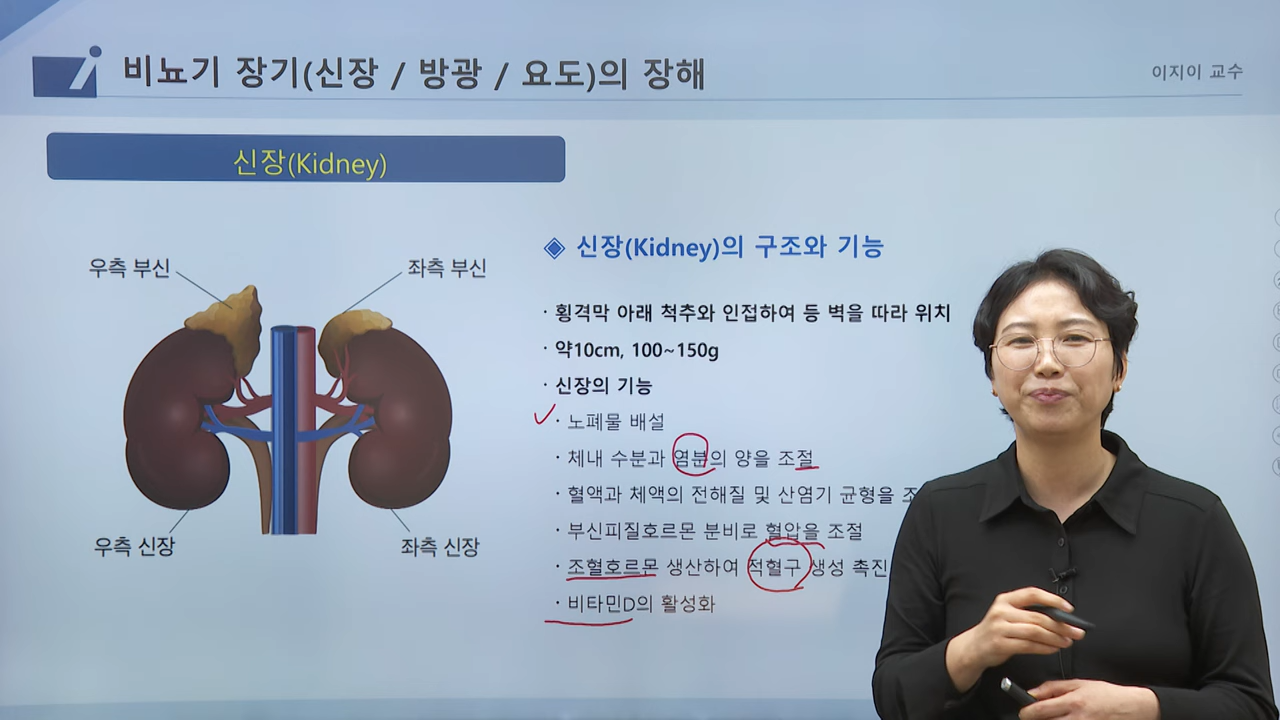 비뇨기 장기(신장 / 방광 / 요도)의 장해
이지이 교수
신장(Kidney)
우측 부신
좌측 부신
우측 신장
좌측 신장
◈ 신장(Kidney)의 구조와 기능
· 횡격막 아래 척추와 인접하여 등 벽을 따라 위치
· 약10cm, 100~150g
· 신장의 기능
· 노폐물 배설
· 체내 수분과 염분의 양을 조절
· 혈액과 체액의 전해질 및 산염기 균형을
· 부신피질호르몬 분비로 혈압을 조절
· 조혈호르몬 생산하여 적혈구 생성 촉진
· 비타민D의 활성화